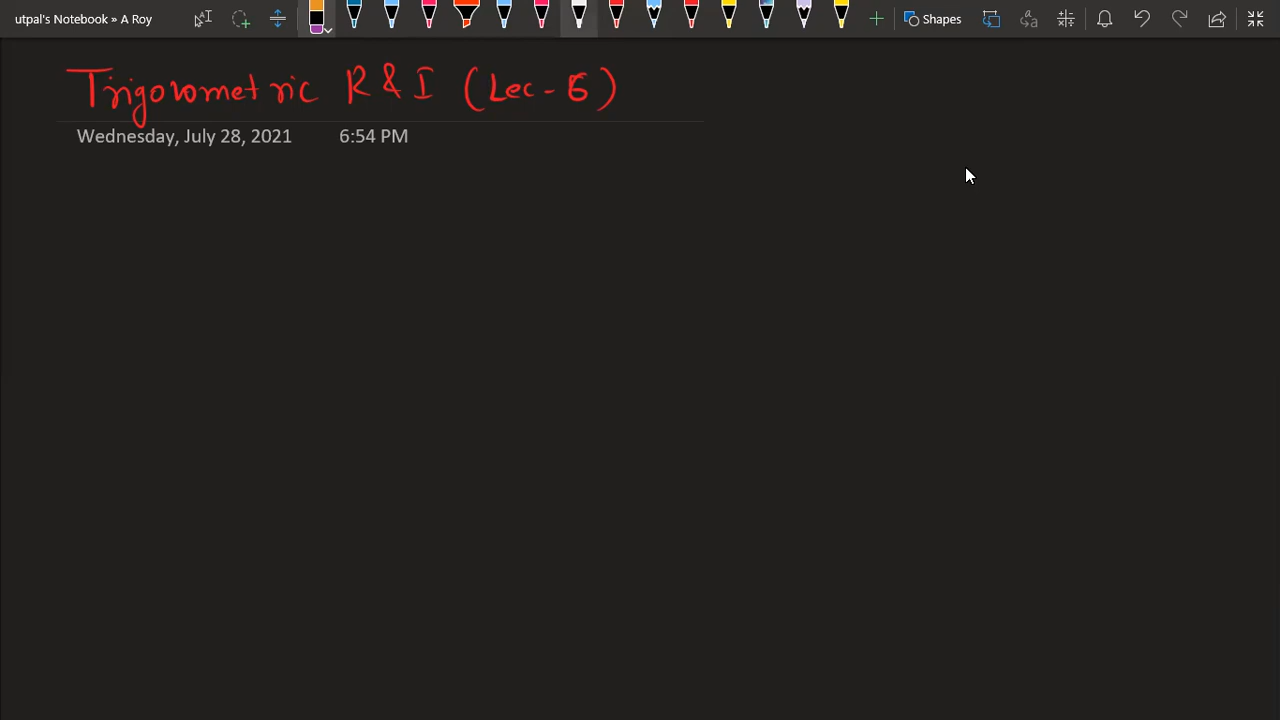 utpal's Notebook » A Roy
Shapes
Trigonometric R & I (Lec - 5)
Wednesday, July 28, 2021 6:54 PM